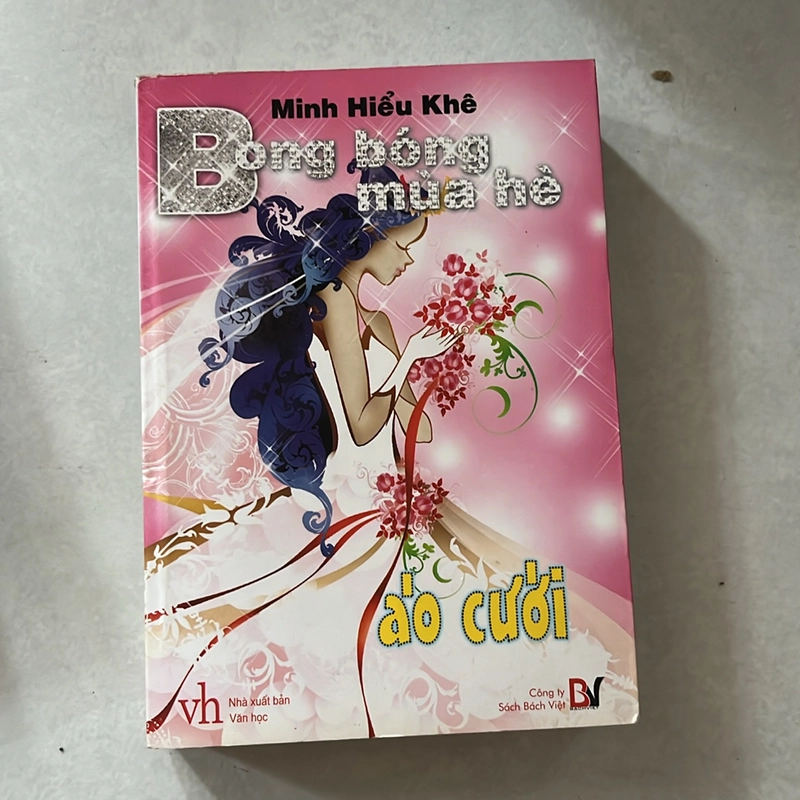 Minh Hiểu Khê
Bong bóng
mùa hè
áo cưới
vh
Nhà xuất bản
Văn học
Công ty
Sách Bách Việt
BV
BACHVIET